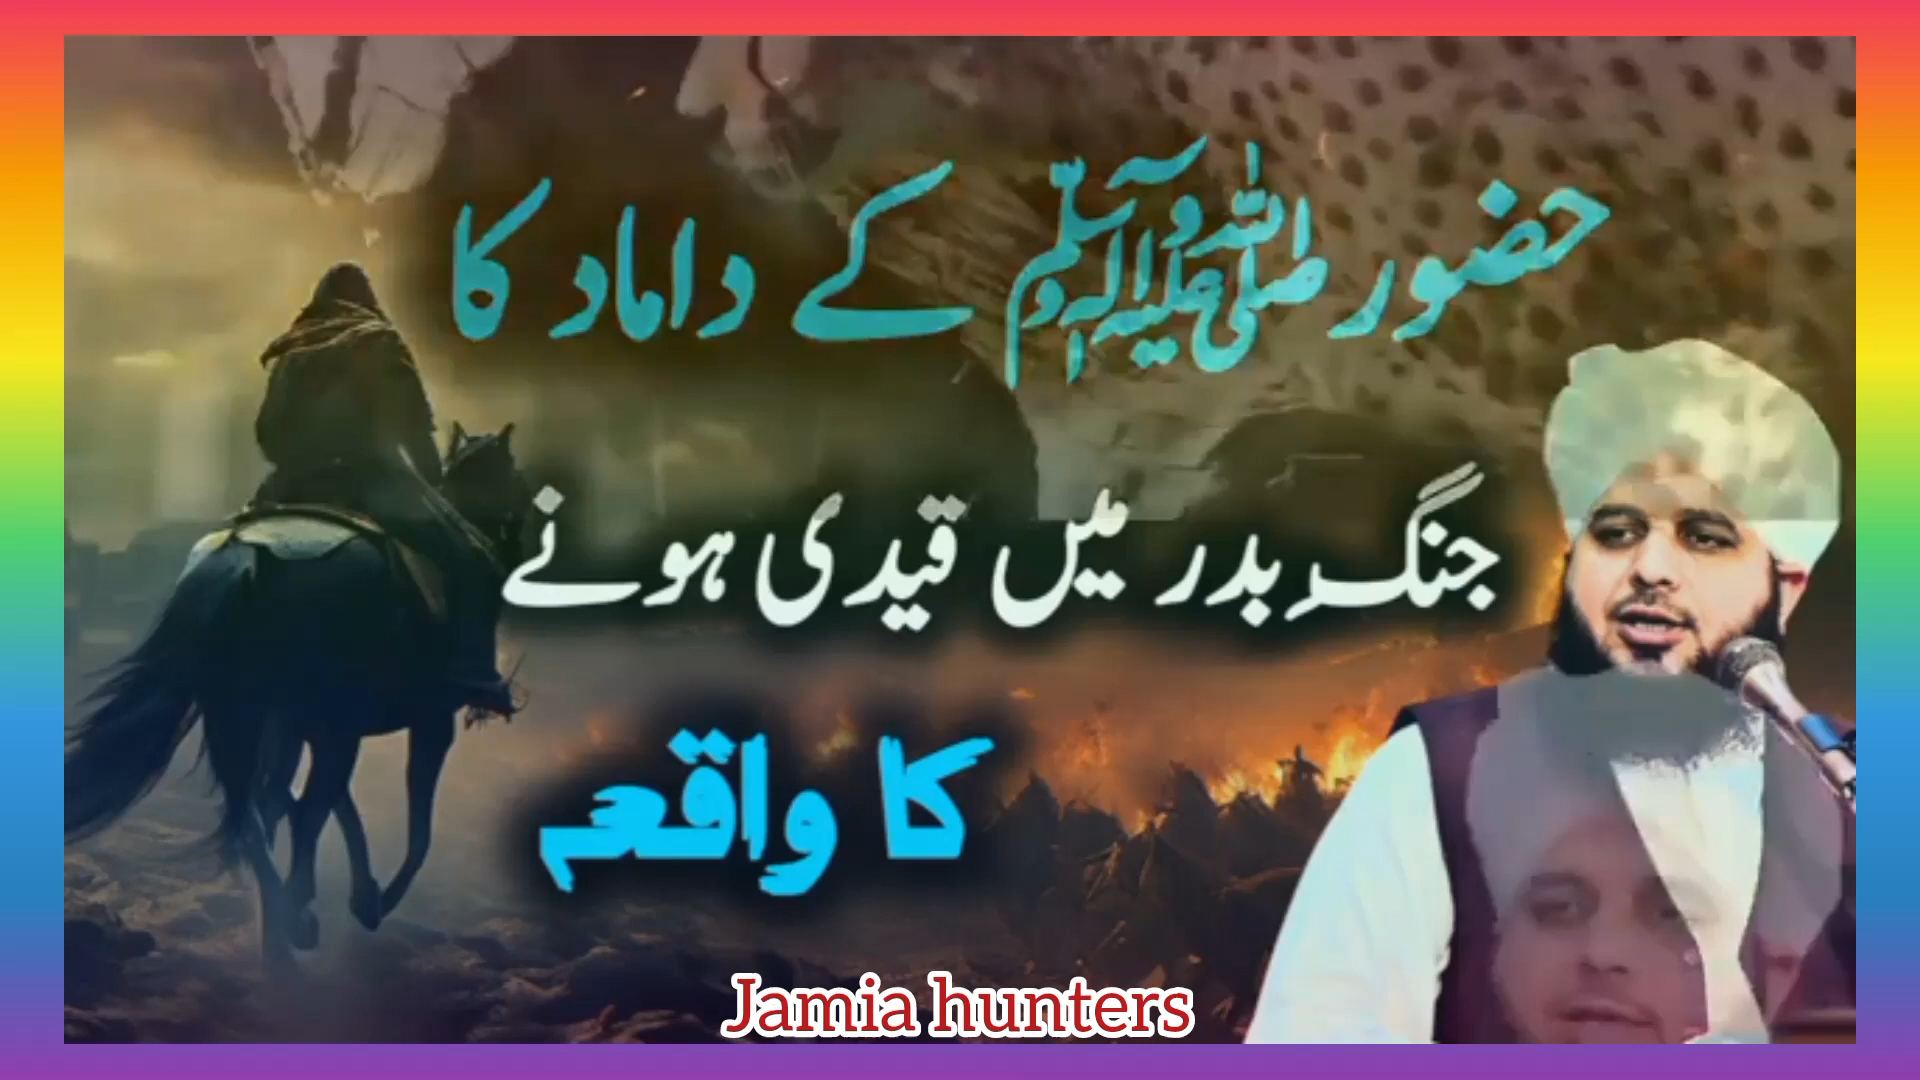 حضور صلی اللہ علیہ وآلہ وسلم کے داماد کا
جنگِ بدر میں قیدی ہونے
کا واقعہ
Jamia hunters